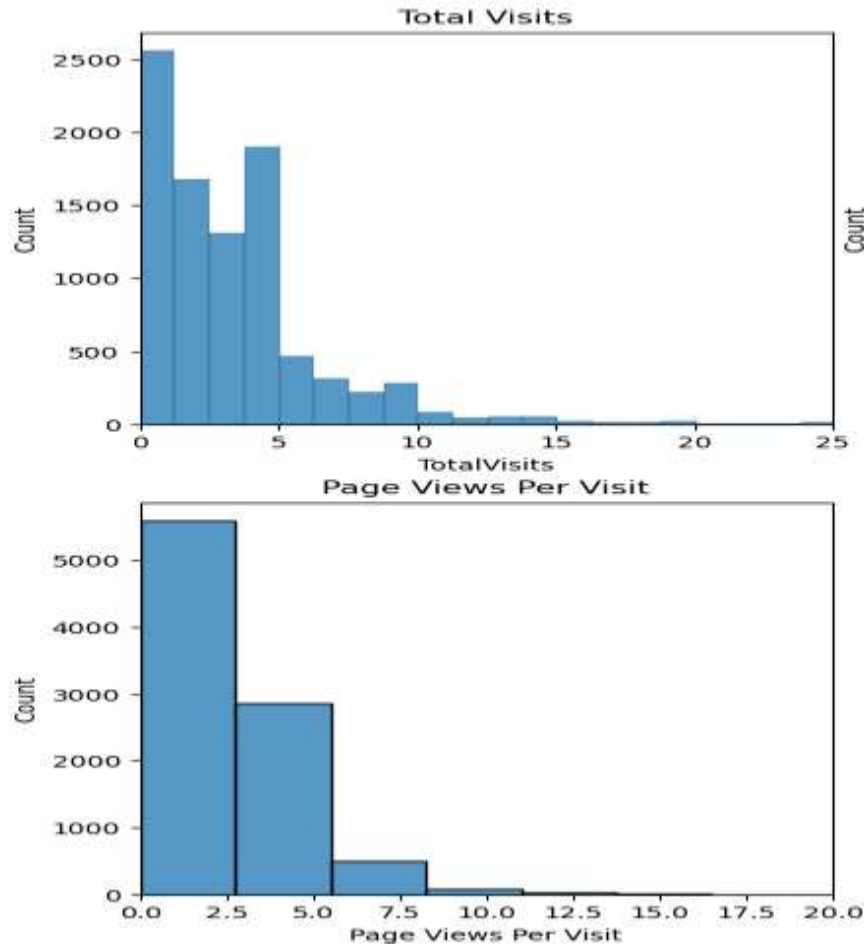 Total Visits
2500
2000
1500
1000
500
0
Count
Count
0 5 10 15 20 25
TotalVisits
Page Views Per Visit
5000
4000
3000
2000
1000
0
Count
0.0 2.5 5.0 7.5 10.0 12.5 15.0 17.5 20.0
Page Views Per Visit